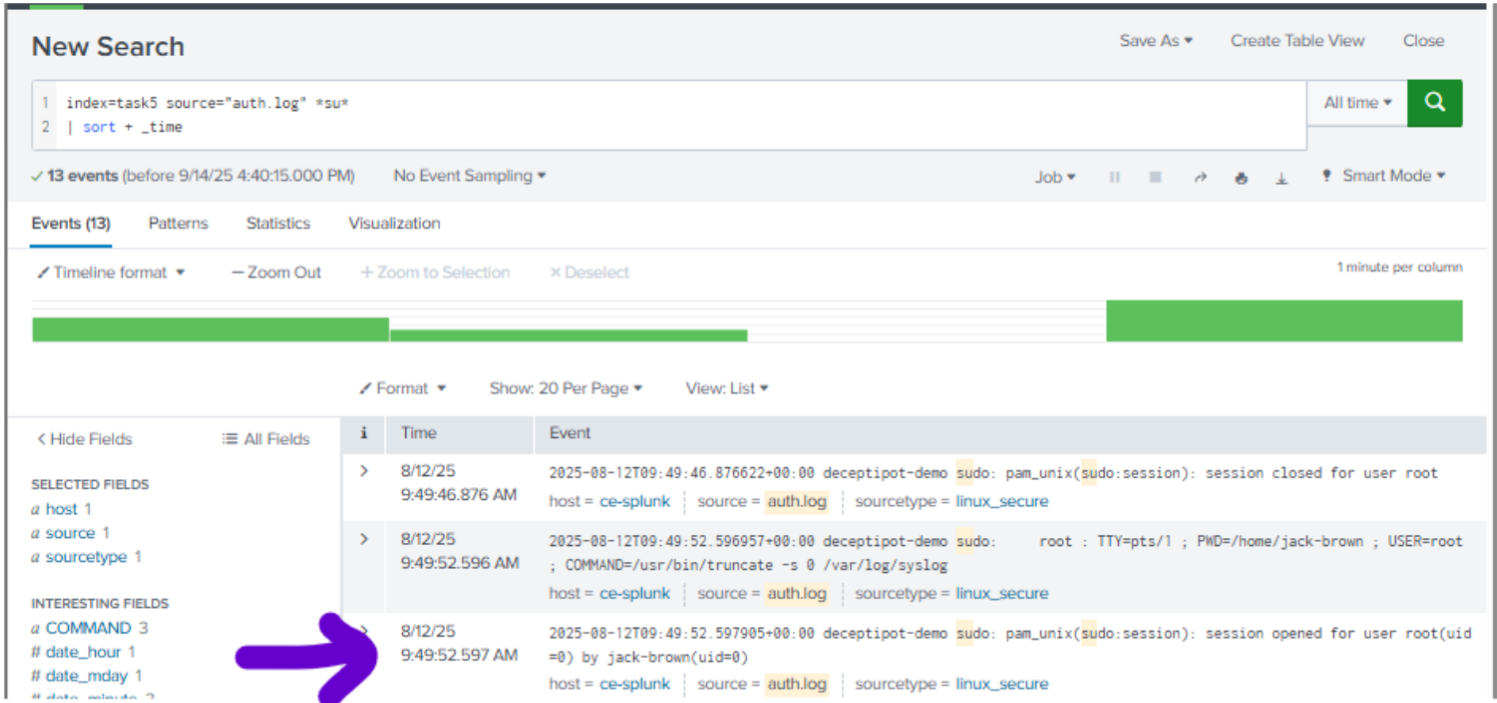 New Search
Save As ▾ Create Table View Close
1 index=task5 source="auth.log" *su*
2 | sort + _time
All time ▾
✓ 13 events (before 9/14/25 4:40:15.000 PM) No Event Sampling ▾
Job ▾ Smart Mode ▾
Events (13) Patterns Statistics Visualization
Timeline format ▾ — Zoom Out + Zoom to Selection × Deselect
1 minute per column
Format ▾ Show: 20 Per Page ▾ View: List ▾
< Hide Fields All Fields
i Time Event
SELECTED FIELDS
a host 1
a source 1
a sourcetype 1
INTERESTING FIELDS
a COMMAND 3
# date_hour 1
# date_mday 1
# date_minute 3
> 8/12/25
9:49:46.876 AM
2025-08-12T09:49:46.876622+00:00 deceptipot-demo sudo: pam_unix(sudo:session): session closed for user root
host = ce-splunk source = auth.log sourcetype = linux_secure
> 8/12/25
9:49:52.596 AM
2025-08-12T09:49:52.596957+00:00 deceptipot-demo sudo: root : TTY=pts/1 ; PWD=/home/jack-brown ; USER=root
; COMMAND=/usr/bin/truncate -s 0 /var/log/syslog
host = ce-splunk source = auth.log sourcetype = linux_secure
> 8/12/25
9:49:52.597 AM
2025-08-12T09:49:52.597905+00:00 deceptipot-demo sudo: pam_unix(sudo:session): session opened for user root(uid
=0) by jack-brown(uid=0)
host = ce-splunk source = auth.log sourcetype = linux_secure